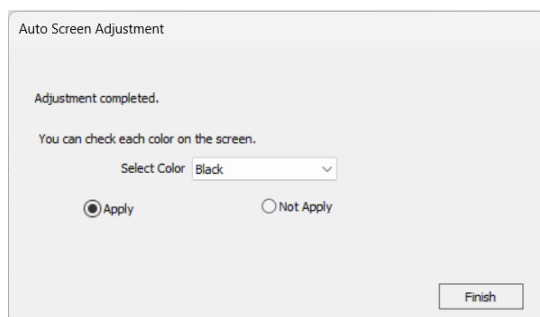 Auto Screen Adjustment
Adjustment completed.
You can check each color on the screen.
Select Color Black
Apply Not Apply
Finish